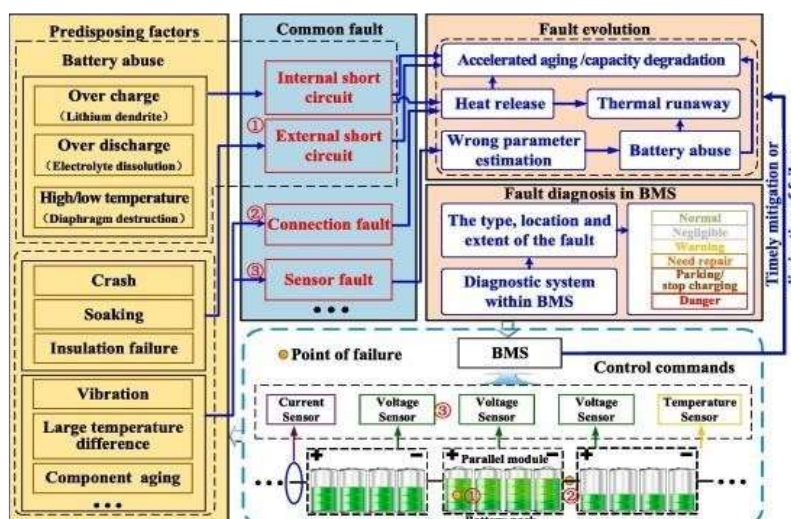 Predisposing factors
Battery abuse
Over charge
(Lithium dendrite)
Over discharge
(Electrolyte dissolution)
High/low temperature
(Diaphragm destruction)
Crash
Soaking
Insulation failure
Vibration
Large temperature
difference
Component aging
•••
Common fault
Internal short
circuit
①
External short
circuit
②
Connection fault
③
Sensor fault
•••
Fault evolution
Accelerated aging /capacity degradation
Heat release
Thermal runaway
Wrong parameter
estimation
Battery abuse
Fault diagnosis in BMS
The type, location and
extent of the fault
Diagnostic system
within BMS
Normal
Negligible
Warning
Need repair
Parking/
stop charging
Danger
Timely mitigation or
Point of failure
BMS
Control commands
Current
Sensor
Voltage
Sensor
③
Voltage
Sensor
Voltage
Sensor
Temperature
Sensor
+ −
+ −
+ −
Parallel module
①
②